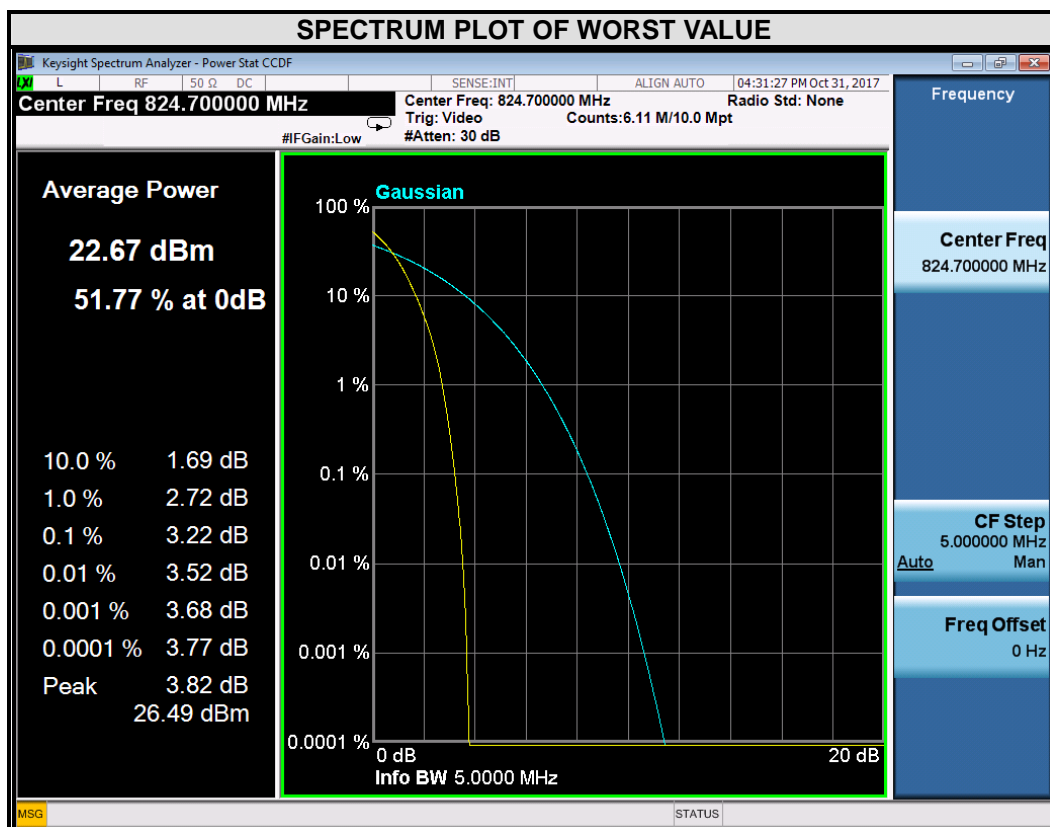 SPECTRUM PLOT OF WORST VALUE
Keysight Spectrum Analyzer - Power Stat CCDF
LXI L RF 50 Ω DC SENSE:INT ALIGN AUTO 04:31:27 PM Oct 31, 2017
Center Freq 824.700000 MHz
Center Freq: 824.700000 MHz Radio Std: None
Trig: Video Counts:6.11 M/10.0 Mpt
#IFGain:Low #Atten: 30 dB
Average Power
22.67 dBm
51.77 % at 0dB
10.0 % 1.69 dB
1.0 % 2.72 dB
0.1 % 3.22 dB
0.01 % 3.52 dB
0.001 % 3.68 dB
0.0001 % 3.77 dB
Peak 3.82 dB
26.49 dBm
Gaussian
100 %
10 %
1 %
0.1 %
0.01 %
0.001 %
0.0001 %
0 dB 20 dB
Info BW 5.0000 MHz
Frequency
Center Freq
824.700000 MHz
CF Step
5.000000 MHz
Auto Man
Freq Offset
0 Hz
MSG STATUS